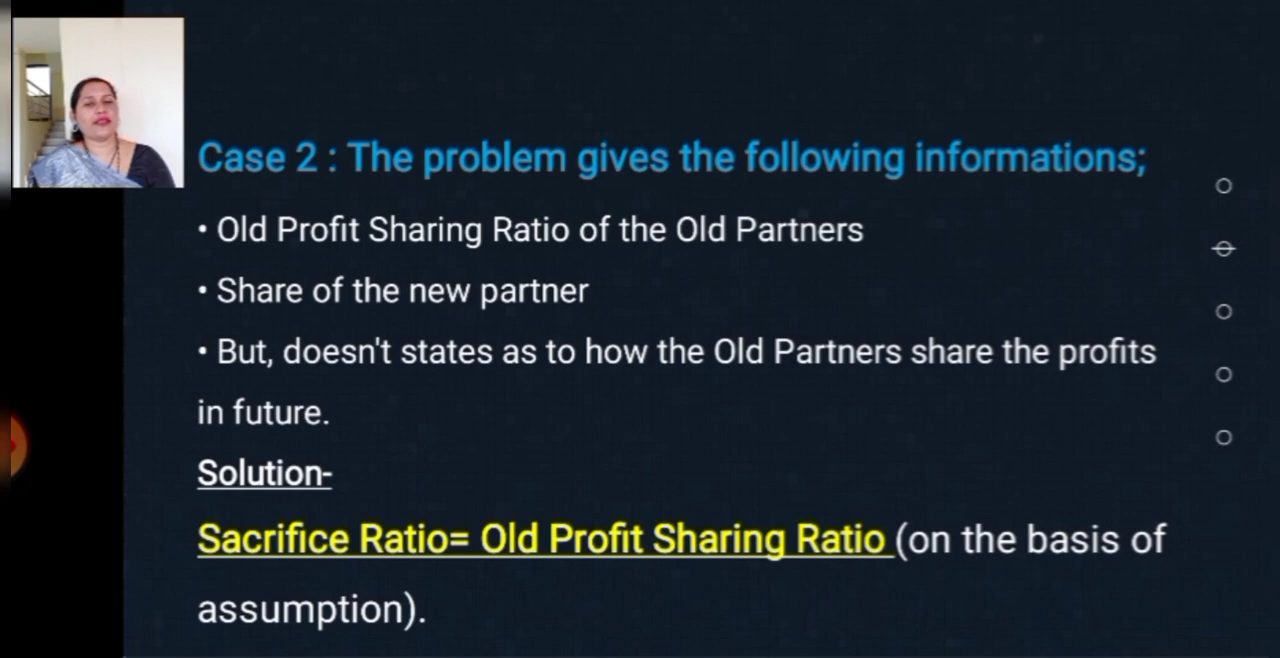 Case 2 : The problem gives the following informations;
• Old Profit Sharing Ratio of the Old Partners
• Share of the new partner
• But, doesn't states as to how the Old Partners share the profits
in future.
Solution-
Sacrifice Ratio= Old Profit Sharing Ratio (on the basis of
assumption).